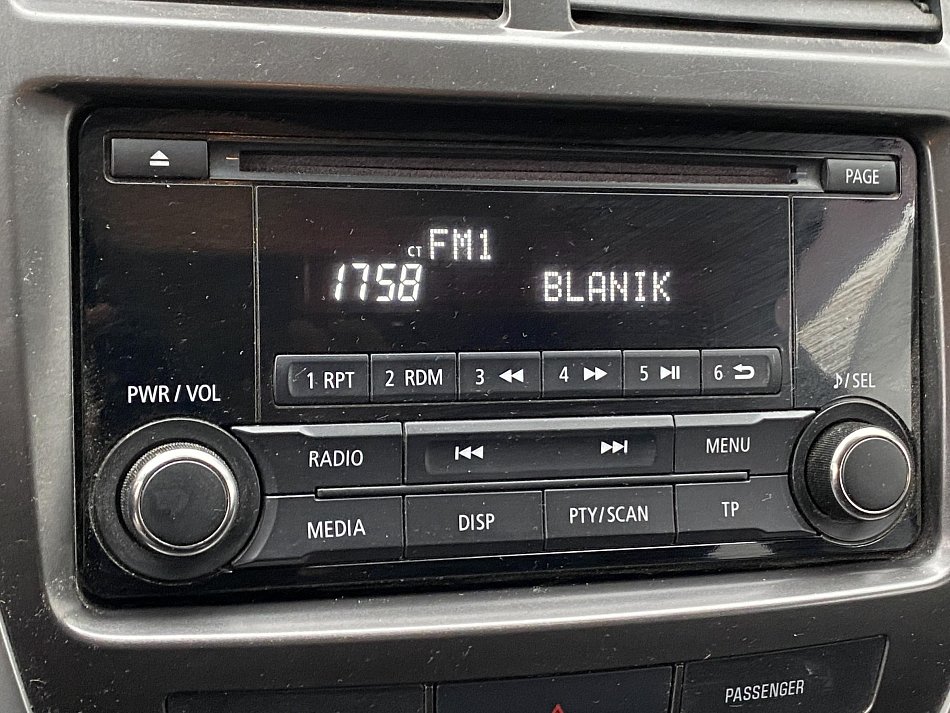 PAGE
CT FM1
1758 BLANIK
1 RPT 2 RDM 3 4 5 6
PWR / VOL
♪/SEL
RADIO MENU
MEDIA DISP PTY/SCAN TP
PASSENGER